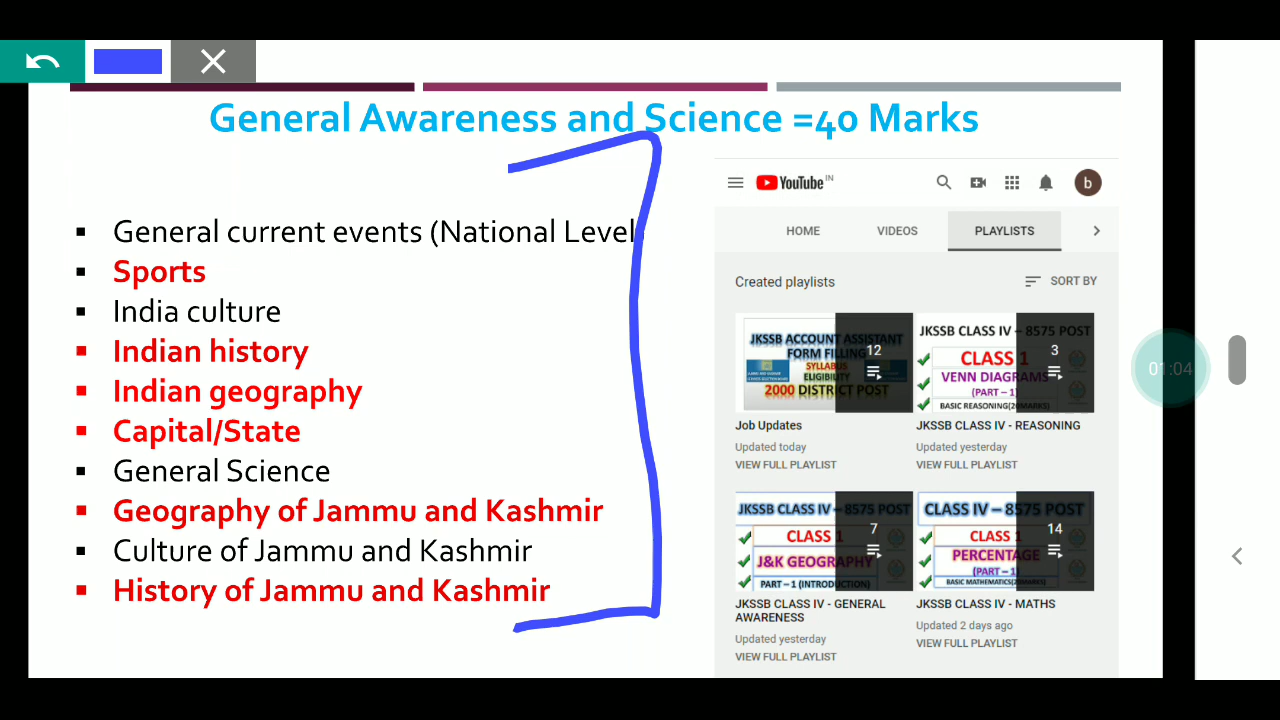 General Awareness and Science =40 Marks
General current events (National Level
Sports
India culture
Indian history
Indian geography
Capital/State
General Science
Geography of Jammu and Kashmir
Culture of Jammu and Kashmir
History of Jammu and Kashmir
YouTube IN
b
HOME VIDEOS PLAYLISTS
Created playlists SORT BY
JKSSB ACCOUNT ASSISTANT
FORM FILLING
SYLLABUS
ELIGIBILITY
2000 DISTRICT POST
12
Job Updates
Updated today
VIEW FULL PLAYLIST
JKSSB CLASS IV – 8575 POST
CLASS 1
VENN DIAGRAMS
(PART – 1)
BASIC REASONING(20MARKS)
3
JKSSB CLASS IV - REASONING
Updated yesterday
VIEW FULL PLAYLIST
JKSSB CLASS IV – 8575 POST
CLASS 1
J&K GEOGRAPHY
PART – 1 (INTRODUCTION)
7
JKSSB CLASS IV - GENERAL
AWARENESS
Updated yesterday
VIEW FULL PLAYLIST
CLASS IV – 8575 POST
CLASS 1
PERCENTAGE
(PART – 1)
14
JKSSB CLASS IV - MATHS
Updated 2 days ago
VIEW FULL PLAYLIST
01:04